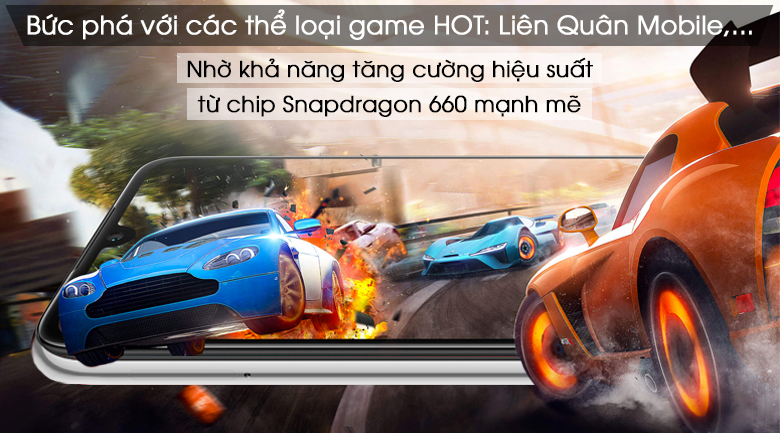 Bức phá với các thể loại game HOT: Liên Quân Mobile,...
Nhờ khả năng tăng cường hiệu suất
từ chip Snapdragon 660 mạnh mẽ